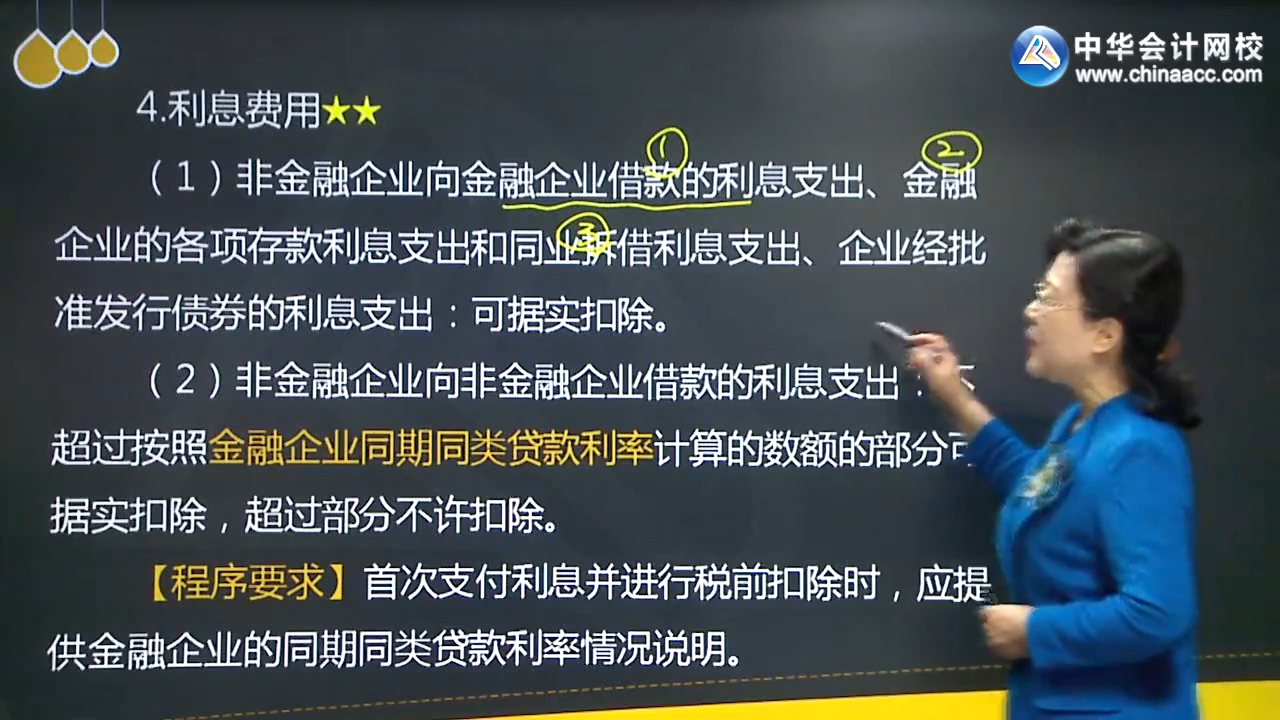 中华会计网校
www.chinaacc.com
4.利息费用★★
① ②
（1）非金融企业向金融企业借款的利息支出、金融
③
企业的各项存款利息支出和同业拆借利息支出、企业经批
准发行债券的利息支出：可据实扣除。
（2）非金融企业向非金融企业借款的利息支出：不
超过按照金融企业同期同类贷款利率计算的数额的部分可
据实扣除，超过部分不许扣除。
【程序要求】首次支付利息并进行税前扣除时，应提
供金融企业的同期同类贷款利率情况说明。